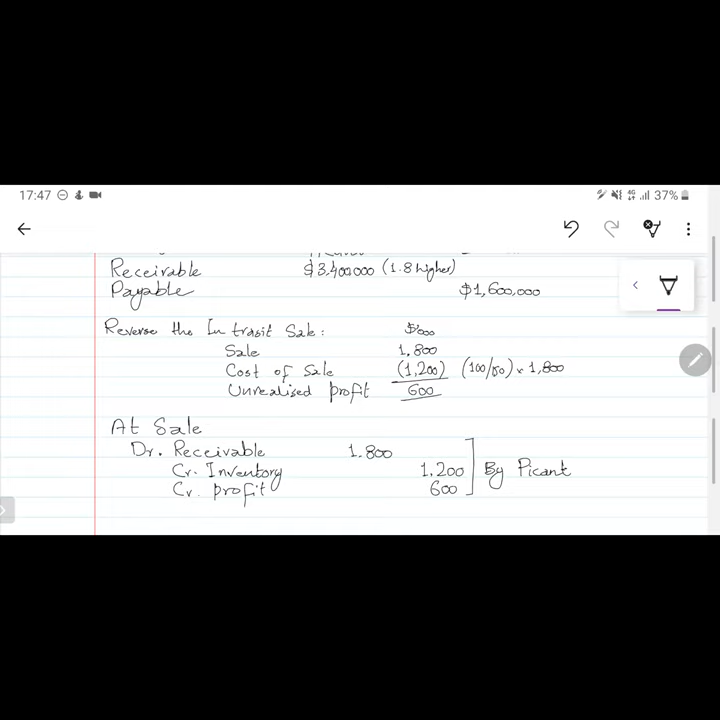 17:47 4G 37%
Receivable $3,400,000 (1.8 higher)
Payable $1,600,000
Reverse the In trasit Sale: $'000
Sale 1,800
Cost of Sale (1,200) (100/150) x 1,800
Unrealised profit 600
At Sale
Dr. Receivable 1.800
Cr. Inventory 1.200
Cr. profit 600
By Picant